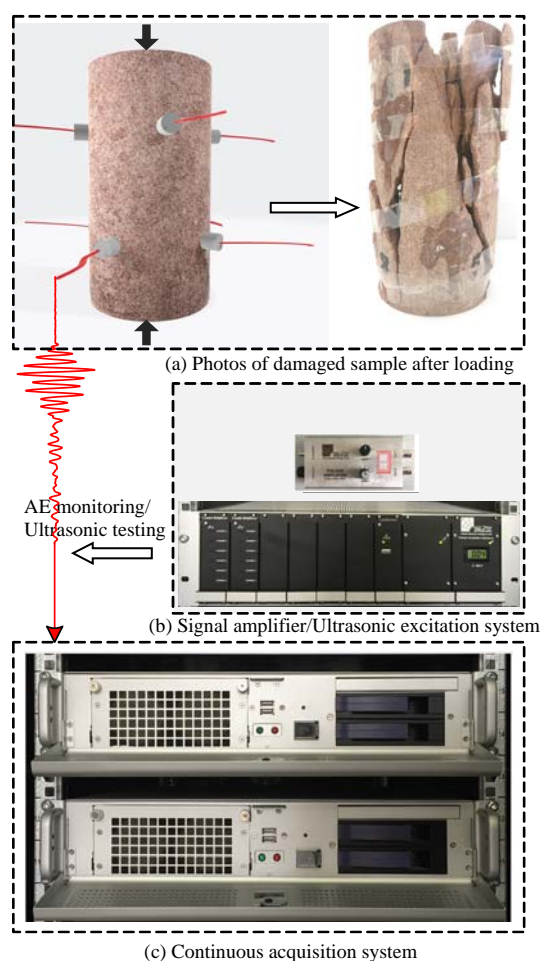 (a) Photos of damaged sample after loading
AE monitoring/
Ultrasonic testing
(b) Signal amplifier/Ultrasonic excitation system
(c) Continuous acquisition system